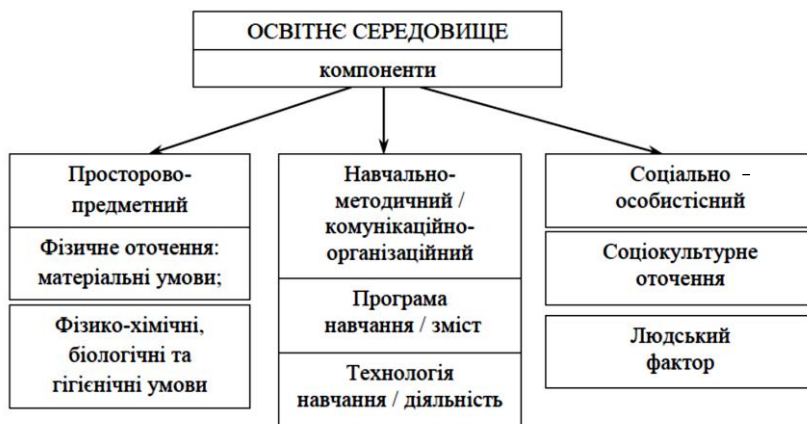 ОСВІТНЄ СЕРЕДОВИЩЕ
компоненти
Просторово-
предметний
Фізичне оточення:
матеріальні умови;
Фізико-хімічні,
біологічні та
гігієнічні умови
Навчально-
методичний /
комунікаційно-
організаційний
Програма
навчання / зміст
Технологія
навчання / діяльність
Соціально -
особистісний
Соціокультурне
оточення
Людський
фактор